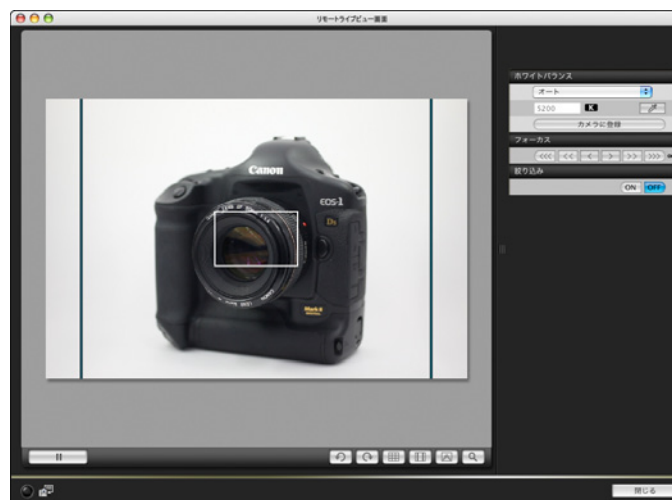 リモートライブビュー画面
ホワイトバランス
オート
5200
K
カメラに登録
フォーカス
<<< << < > >> >>>
絞り込み
ON OFF
Canon
EOS-1
Ds
Mark II
閉じる